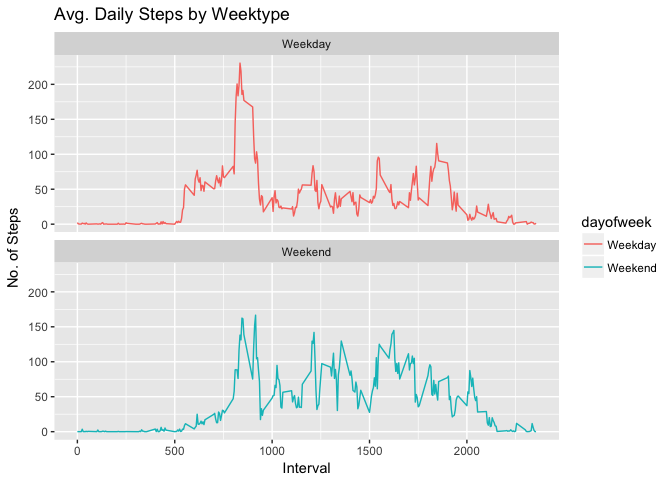 Avg. Daily Steps by Weektype
Weekday
200
150
100
50
0
Weekend
200
150
100
50
0
0 500 1000 1500 2000
Interval
No. of Steps
dayofweek
Weekday
Weekend